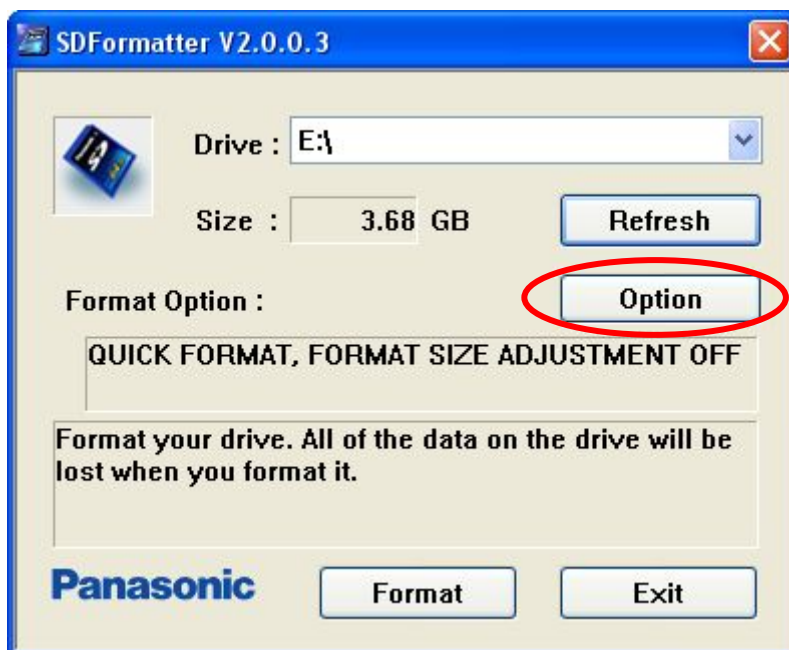 SDFormatter V2.0.0.3
Drive : E:\
Size : 3.68 GB Refresh
Format Option : Option
QUICK FORMAT, FORMAT SIZE ADJUSTMENT OFF
Format your drive. All of the data on the drive will be
lost when you format it.
Panasonic Format Exit